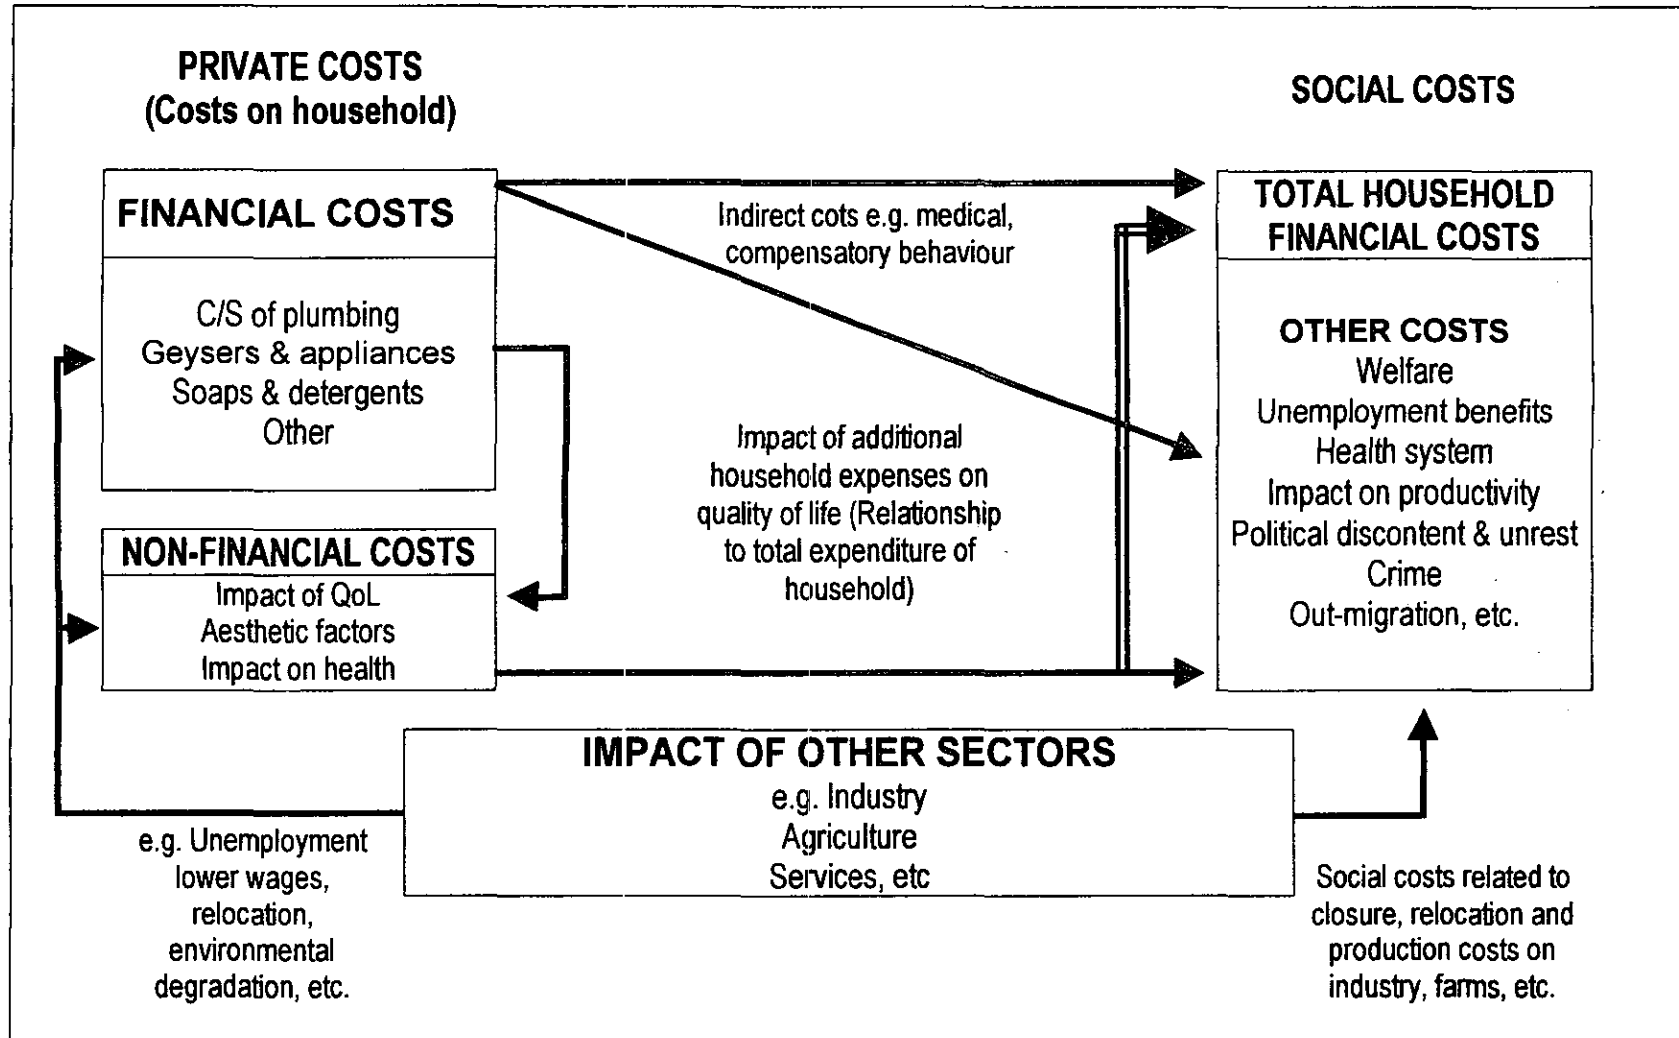 PRIVATE COSTS
(Costs on household)
SOCIAL COSTS
FINANCIAL COSTS
C/S of plumbing
Geysers & appliances
Soaps & detergents
Other
NON-FINANCIAL COSTS
Impact of QoL
Aesthetic factors
Impact on health
Indirect cots e.g. medical,
compensatory behaviour
Impact of additional
household expenses on
quality of life (Relationship
to total expenditure of
household)
TOTAL HOUSEHOLD
FINANCIAL COSTS
OTHER COSTS
Welfare
Unemployment benefits
Health system
Impact on productivity
Political discontent & unrest
Crime
Out-migration, etc.
IMPACT OF OTHER SECTORS
e.g. Industry
Agriculture
Services, etc
e.g. Unemployment
lower wages,
relocation,
environmental
degradation, etc.
Social costs related to
closure, relocation and
production costs on
industry, farms, etc.